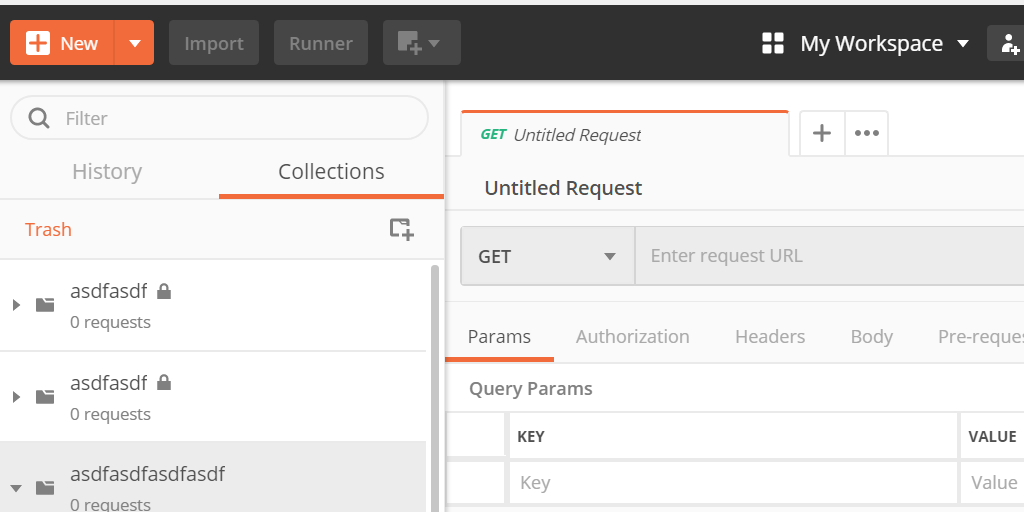 New
Import
Runner
My Workspace
Filter
History
Collections
Trash
asdfasdf
0 requests
asdfasdf
0 requests
asdfasdfasdfasdf
0 requests
GET Untitled Request
Untitled Request
GET
Enter request URL
Params
Authorization
Headers
Body
Pre-reques
Query Params
KEY
VALUE
Key
Value